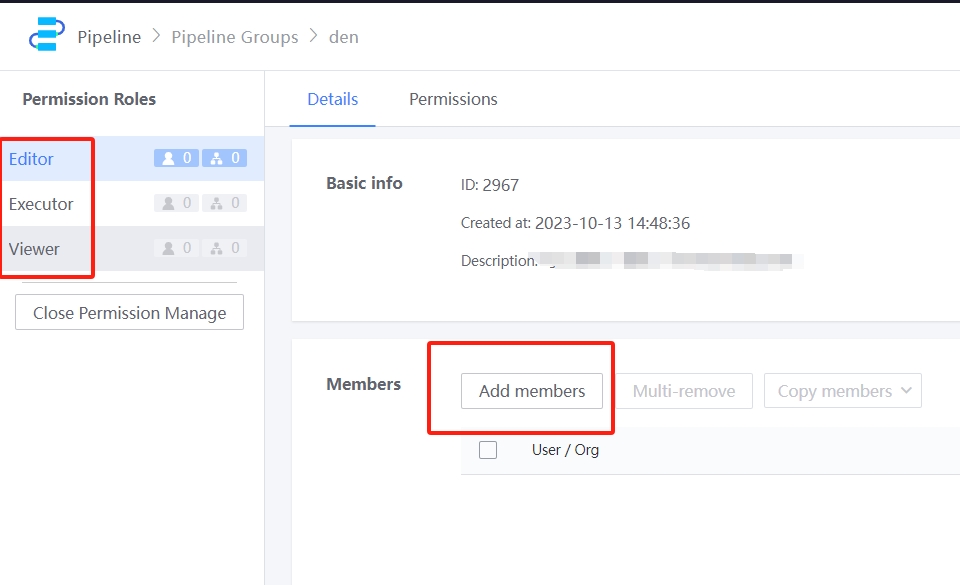 Pipeline > Pipeline Groups > den
Permission Roles
Editor 0 0
Executor 0 0
Viewer 0 0
Close Permission Manage
Details Permissions
Basic info
ID: 2967
Created at: 2023-10-13 14:48:36
Description:
Members
Add members Multi-remove Copy members
User / Org